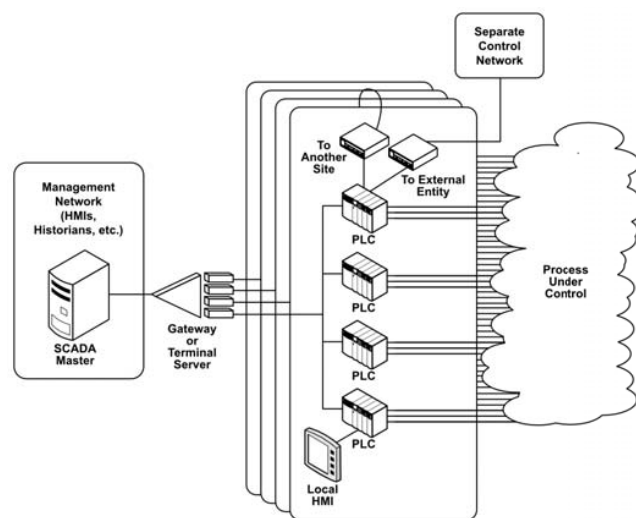 Separate
Control
Network
To
Another
Site
To External
Entity
Management
Network
(HMIs,
Historians,
etc.)
PLC
Process
Under
Control
PLC
Gateway
or
Terminal
Server
SCADA
Master
PLC
PLC
Local
HMI